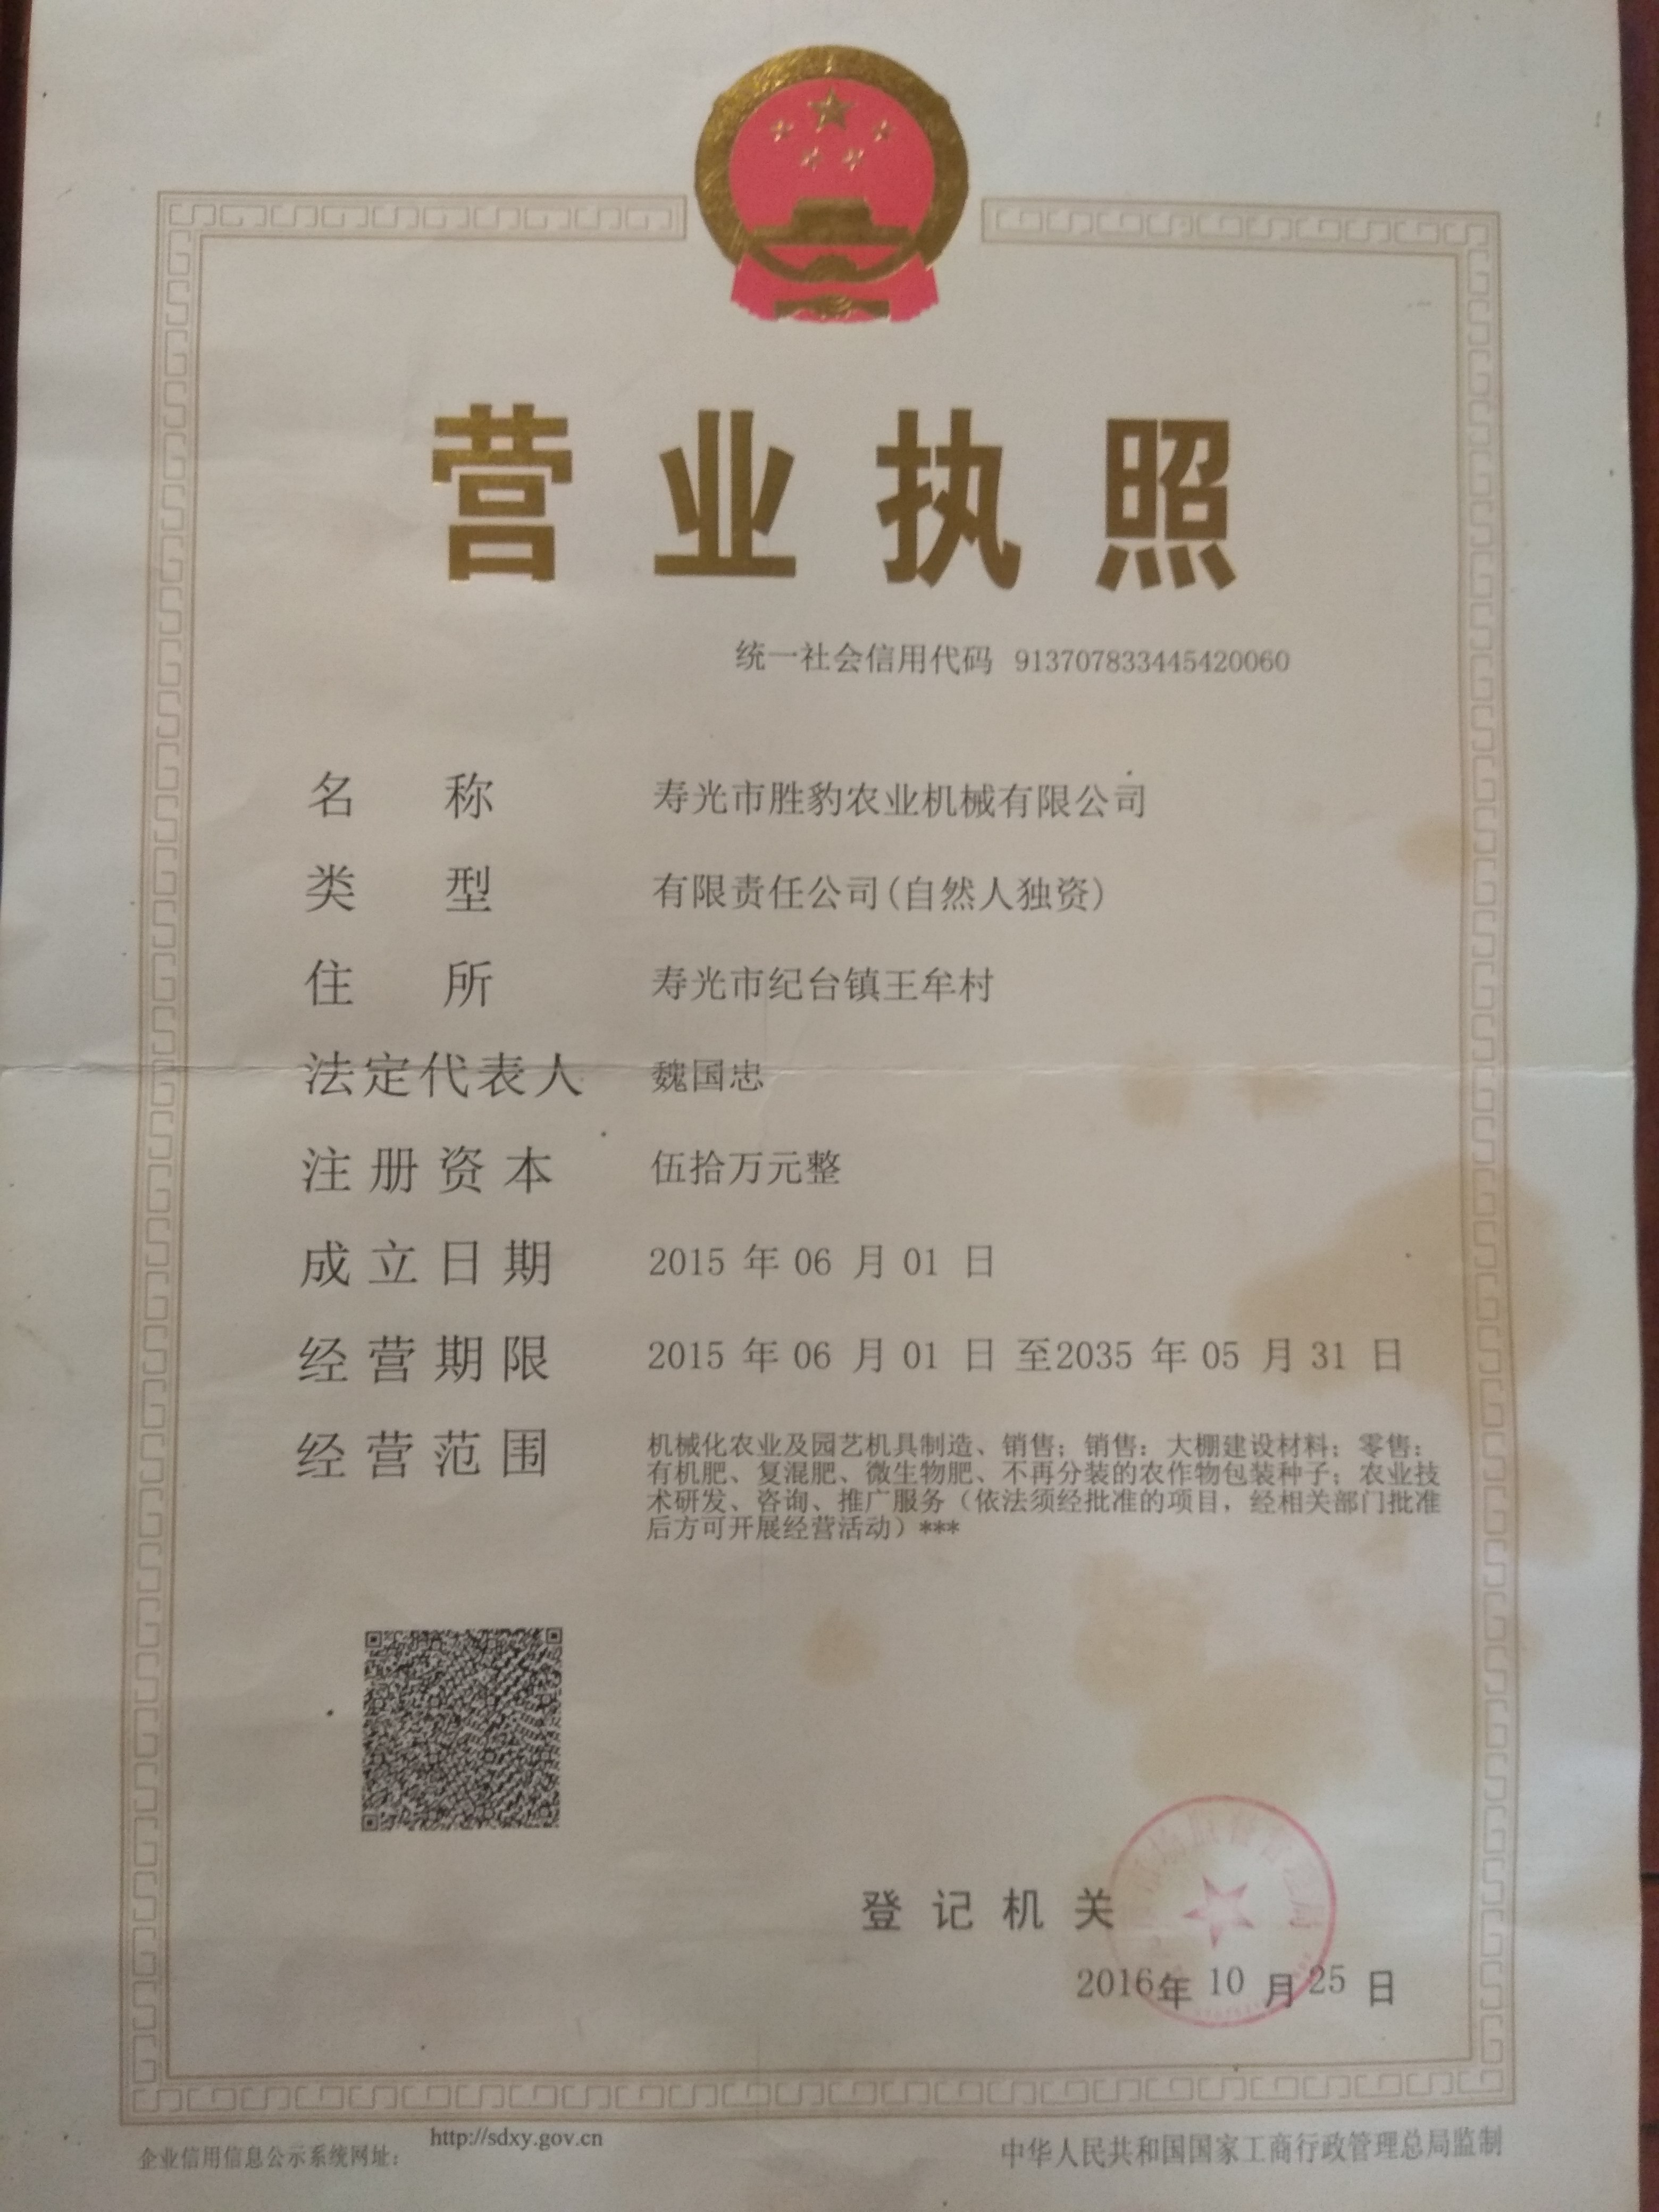 营业执照
统一社会信用代码 913707833445420060
名称 寿光市胜豹农业机械有限公司
类型 有限责任公司(自然人独资)
住所 寿光市纪台镇王牟村
法定代表人 魏国忠
注册资本 伍拾万元整
成立日期 2015 年 06 月 01 日
经营期限 2015 年 06 月 01 日 至2035 年 05 月 31 日
经营范围 机械化农业及园艺机具制造、销售；销售：大棚建设材料；零售：
有机肥、复混肥、微生物肥、不再分装的农作物包装种子；农业技
术研发、咨询、推广服务（依法须经批准的项目，经相关部门批准
后方可开展经营活动）***
登记机关
2016年 10 月 25 日
企业信用信息公示系统网址： http://sdxy.gov.cn
中华人民共和国国家工商行政管理总局监制